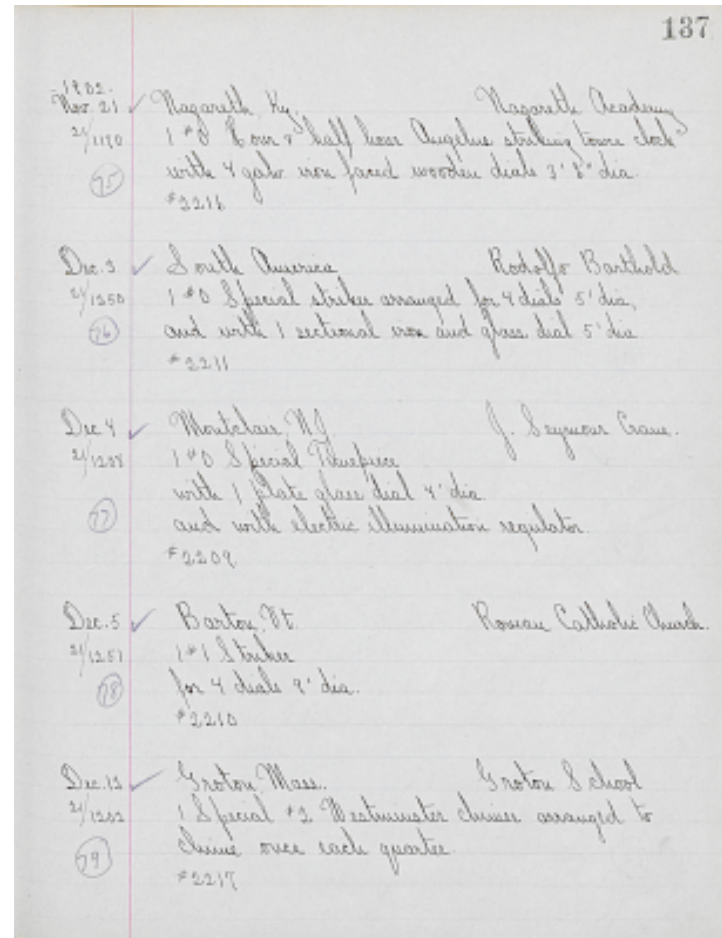 137
1902.
Nov. 21 ✓ Nazareth, Ky. Nazareth Academy
21/1190 1 #0 Hour & half hour Angelus striking tower clock
75 with 4 galv iron faced wooden dials 3' 8" dia.
#2216
Dec. 3 ✓ South America Rodolfo Barthold
21/1250 1 #0 Special striker arranged for 4 dials 5' dia,
76 and with 1 sectional iron and glass dial 5' dia
#2211
Dec 4 ✓ Montclair, N.J. J. Seymour Crane.
1 #0 Special Timepiece
with 1 plate glass dial 4' dia.
77 and with electric illumination regulator.
#2209
Dec. 5 ✓ Barton, Vt. Roman Catholic Church.
21/1251 1 #1 Striker
78 for 4 dials 9' dia.
#2210
Dec. 12 ✓ Groton, Mass. Groton School
21/1202 1 Special #2 Westminster chimer arranged to
79 chime once each quarter.
#2217